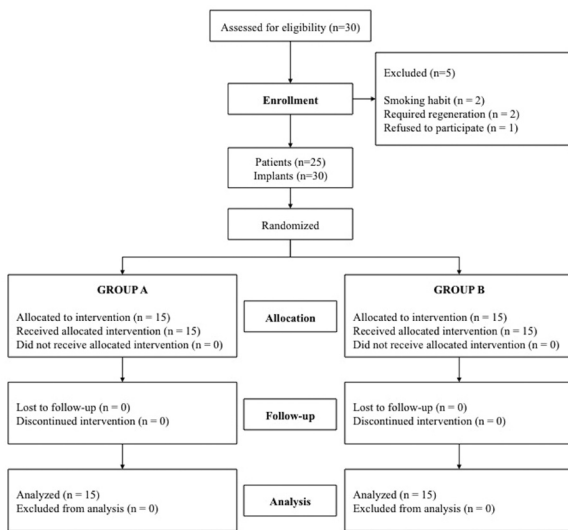 Assessed for eligibility (n=30)
Excluded (n=5)
Smoking habit (n = 2)
Required regeneration (n = 2)
Refused to participate (n = 1)
Enrollment
Patients (n=25)
Implants (n=30)
Randomized
GROUP A
Allocated to intervention (n = 15)
Received allocated intervention (n = 15)
Did not receive allocated intervention (n = 0)
Allocation
GROUP B
Allocated to intervention (n = 15)
Received allocated intervention (n = 15)
Did not receive allocated intervention (n = 0)
Lost to follow-up (n = 0)
Discontinued intervention (n = 0)
Follow-up
Lost to follow-up (n = 0)
Discontinued intervention (n = 0)
Analyzed (n = 15)
Excluded from analysis (n = 0)
Analysis
Analyzed (n = 15)
Excluded from analysis (n = 0)